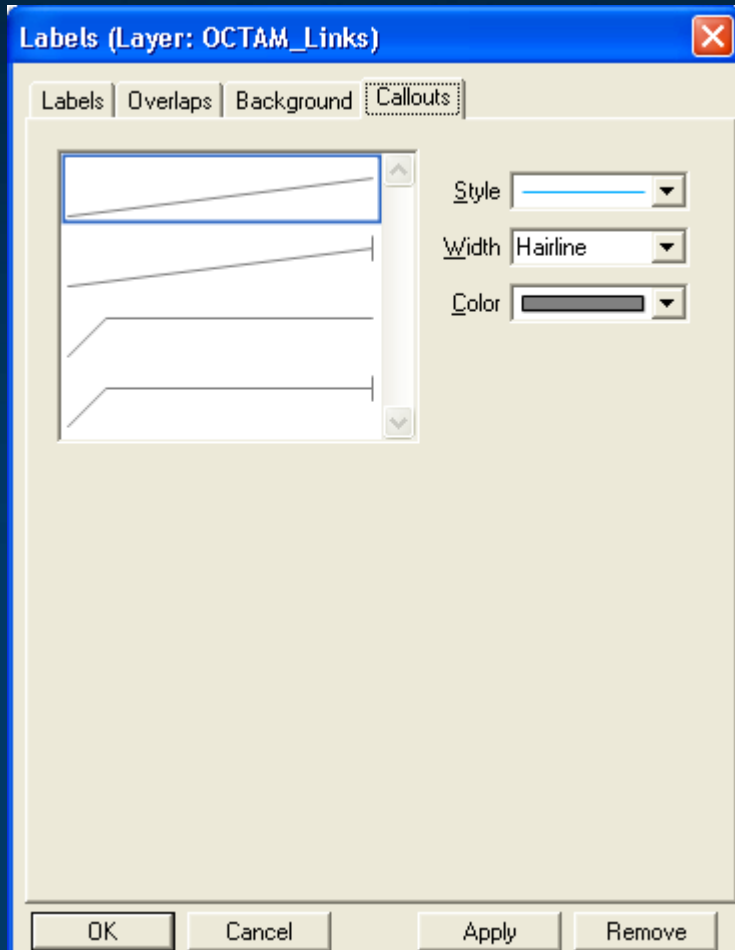 Labels (Layer: OCTAM_Links)
Labels Overlaps Background Callouts
Style
Width Hairline
Color
OK Cancel Apply Remove